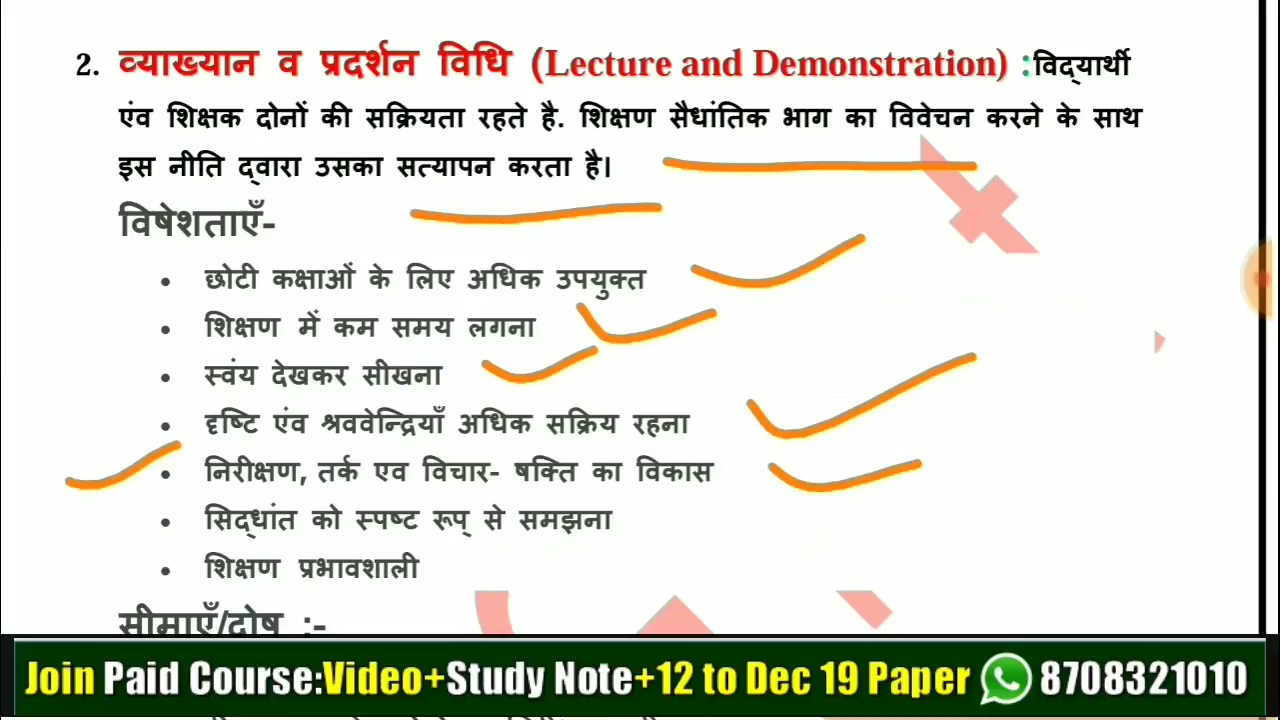 2. व्याख्यान व प्रदर्शन विधि (Lecture and Demonstration) :विद्यार्थी
एंव शिक्षक दोनों की सक्रियता रहते है. शिक्षण सैधांतिक भाग का विवेचन करने के साथ
इस नीति द्वारा उसका सत्यापन करता है।
विषेशताएँ-
• छोटी कक्षाओं के लिए अधिक उपयुक्त
• शिक्षण में कम समय लगना
• स्वंय देखकर सीखना
• दृष्टि एंव श्रववेन्द्रियाँ अधिक सक्रिय रहना
• निरीक्षण, तर्क एव विचार- षक्ति का विकास
• सिद्धांत को स्पष्ट रूप् से समझना
• शिक्षण प्रभावशाली
सीमाएँ/दोष :-
Join Paid Course:Video+Study Note+12 to Dec 19 Paper 8708321010